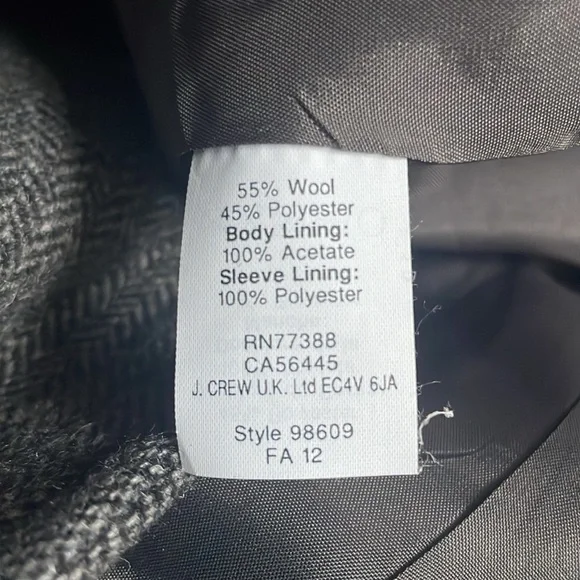 55% Wool
45% Polyester
Body Lining:
100% Acetate
Sleeve Lining:
100% Polyester
RN77388
CA56445
J. CREW U.K. Ltd EC4V 6JA
Style 98609
FA 12